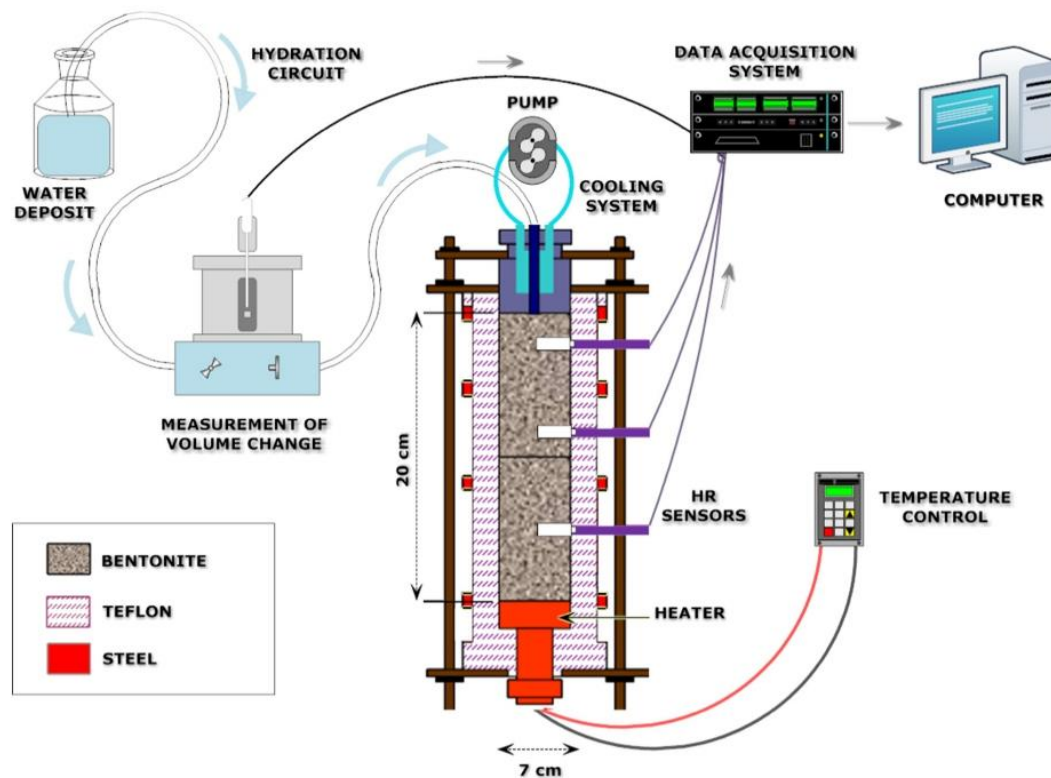 HYDRATION
CIRCUIT
DATA ACQUISITION
SYSTEM
PUMP
COOLING
SYSTEM
WATER
DEPOSIT
COMPUTER
MEASUREMENT OF
VOLUME CHANGE
20 cm
HR
SENSORS
TEMPERATURE
CONTROL
BENTONITE
TEFLON
STEEL
HEATER
7 cm